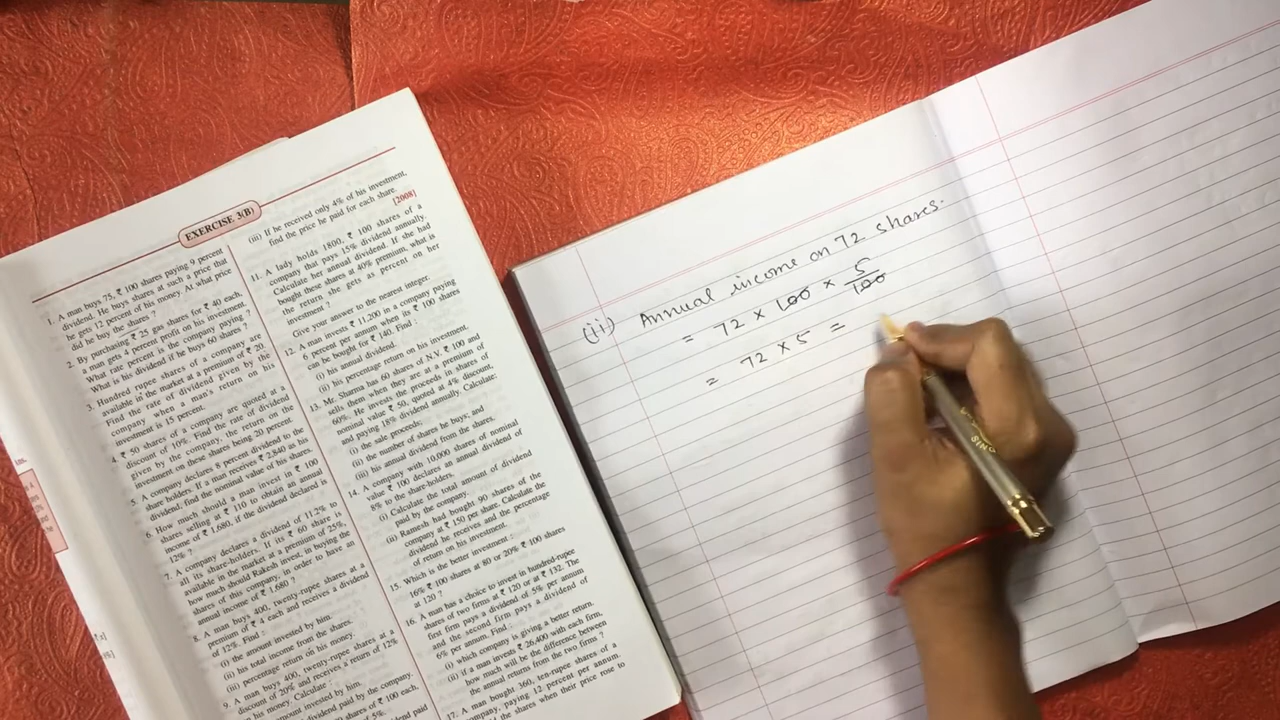 EXERCISE 3(B)
1. A man buys 75, ₹ 100 shares paying 9 percent
dividend. He buys shares at such a price that
he gets 12 percent of his money. At what price
did he buy the shares ?
2. By purchasing ₹ 25 gas shares for ₹ 40 each,
a man gets 4 percent profit on his investment.
What rate percent is the company paying ?
What is his dividend if he buys 60 shares ?
3. Hundred rupee shares of a company are
available in the market at a premium of ₹ 20.
Find the rate of dividend given by the
company, when a man's return on his
investment is 15 percent.
4. ₹ 50 shares of a company are quoted at a
discount of 10%. Find the rate of dividend
given by the company, the return on the
investment on these shares being 20 percent.
5. A company declares 8 percent dividend to the
share holders. If a man receives ₹ 2,840 as his
dividend, find the nominal value of his shares.
6. How much should a man invest in ₹ 100
shares selling at ₹ 110 to obtain an annual
income of ₹ 1,680, if the dividend declared is
12% ?
7. A company declares a dividend of 11.2% to
all its share-holders. If its ₹ 60 share is
available in the market at a premium of 25%,
how much should Rakesh invest, in buying the
shares of this company, in order to have an
annual income of ₹ 1,680 ?
8. A man buys 400, twenty-rupee shares at a
premium of ₹ 4 each and receives a dividend
of 12%. Find :
(i) the amount invested by him.
(ii) his total income from the shares.
(iii) percentage return on his money.
9. A man buys 400, twenty-rupee shares at a
discount of 20% and receives a return of 12%
on his money. Calculate :
amount invested by him.
dividend paid by the company.
shares of ₹ 100 each,
of 5%.
dividend paid
(iii) If he received only 4% of his investment,
find the price he paid for each share.
[2008]
11. A lady holds 1800, ₹ 100 shares of a
company that pays 15% dividend annually.
Calculate her annual dividend. If she had
bought these shares at 40% premium, what is
the return she gets as percent on her
investment ?
Give your answer to the nearest integer.
12. A man invests ₹ 11,200 in a company paying
6 percent per annum when its ₹ 100 shares
can be bought for ₹ 140. Find :
(i) his annual dividend.
(ii) his percentage return on his investment.
13. Mr. Sharma has 60 shares of N.V. ₹ 100 and
sells them when they are at a premium of
60%. He invests the proceeds in shares of
nominal value ₹ 50, quoted at 4% discount,
and paying 18% dividend annually. Calculate:
(i) the sale proceeds;
(ii) the number of shares he buys; and
(iii) his annual dividend from the shares.
14. A company with 10,000 shares of nominal
value ₹ 100 declares an annual dividend of
8% to the share-holders.
(i) Calculate the total amount of dividend
paid by the company.
(ii) Ramesh has bought 90 shares of the
company at ₹ 150 per share. Calculate the
dividend he receives and the percentage
of return on his investment.
15. Which is the better investment :
16% ₹ 100 shares at 80 or 20% ₹ 100 shares
at 120 ?
16. A man has a choice to invest in hundred-rupee
shares of two firms at ₹ 120 or at ₹ 132. The
first firm pays a dividend of 5% per annum
and the second firm pays a dividend of
6% per annum. Find :
(i) which company is giving a better return.
(ii) if a man invests ₹ 26,400 with each firm,
how much will be the difference between
the annual returns from the two firms ?
17. A man bought 360, ten-rupee shares of a
company, paying 12 percent per annum.
the shares when their price rose to
(ii) Annual income on 72 shares.
= 72 × 100 × 5/100
= 72 × 5 =